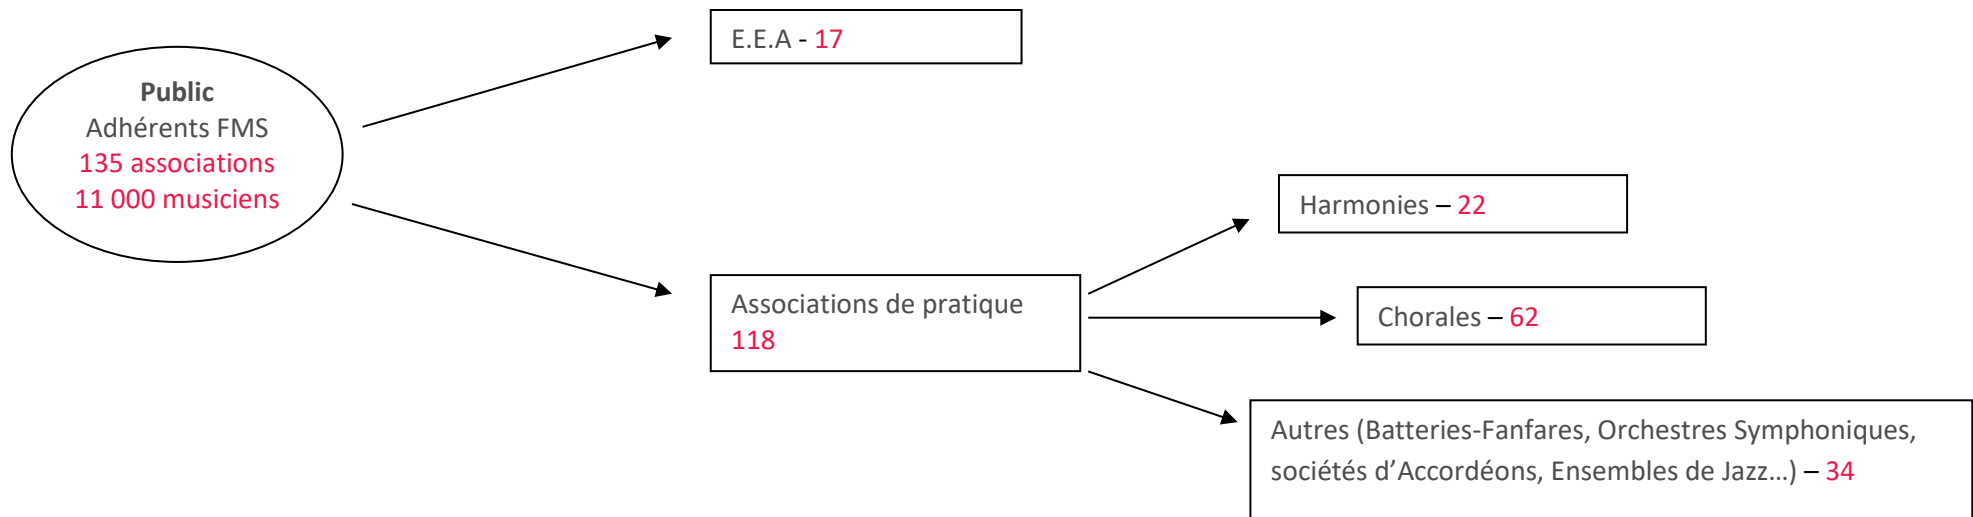 Public
Adhérents FMS
135 associations
11 000 musiciens
E.E.A - 17
Associations de pratique
118
Harmonies – 22
Chorales – 62
Autres (Batteries-Fanfares, Orchestres Symphoniques,
sociétés d’Accordéons, Ensembles de Jazz…) – 34